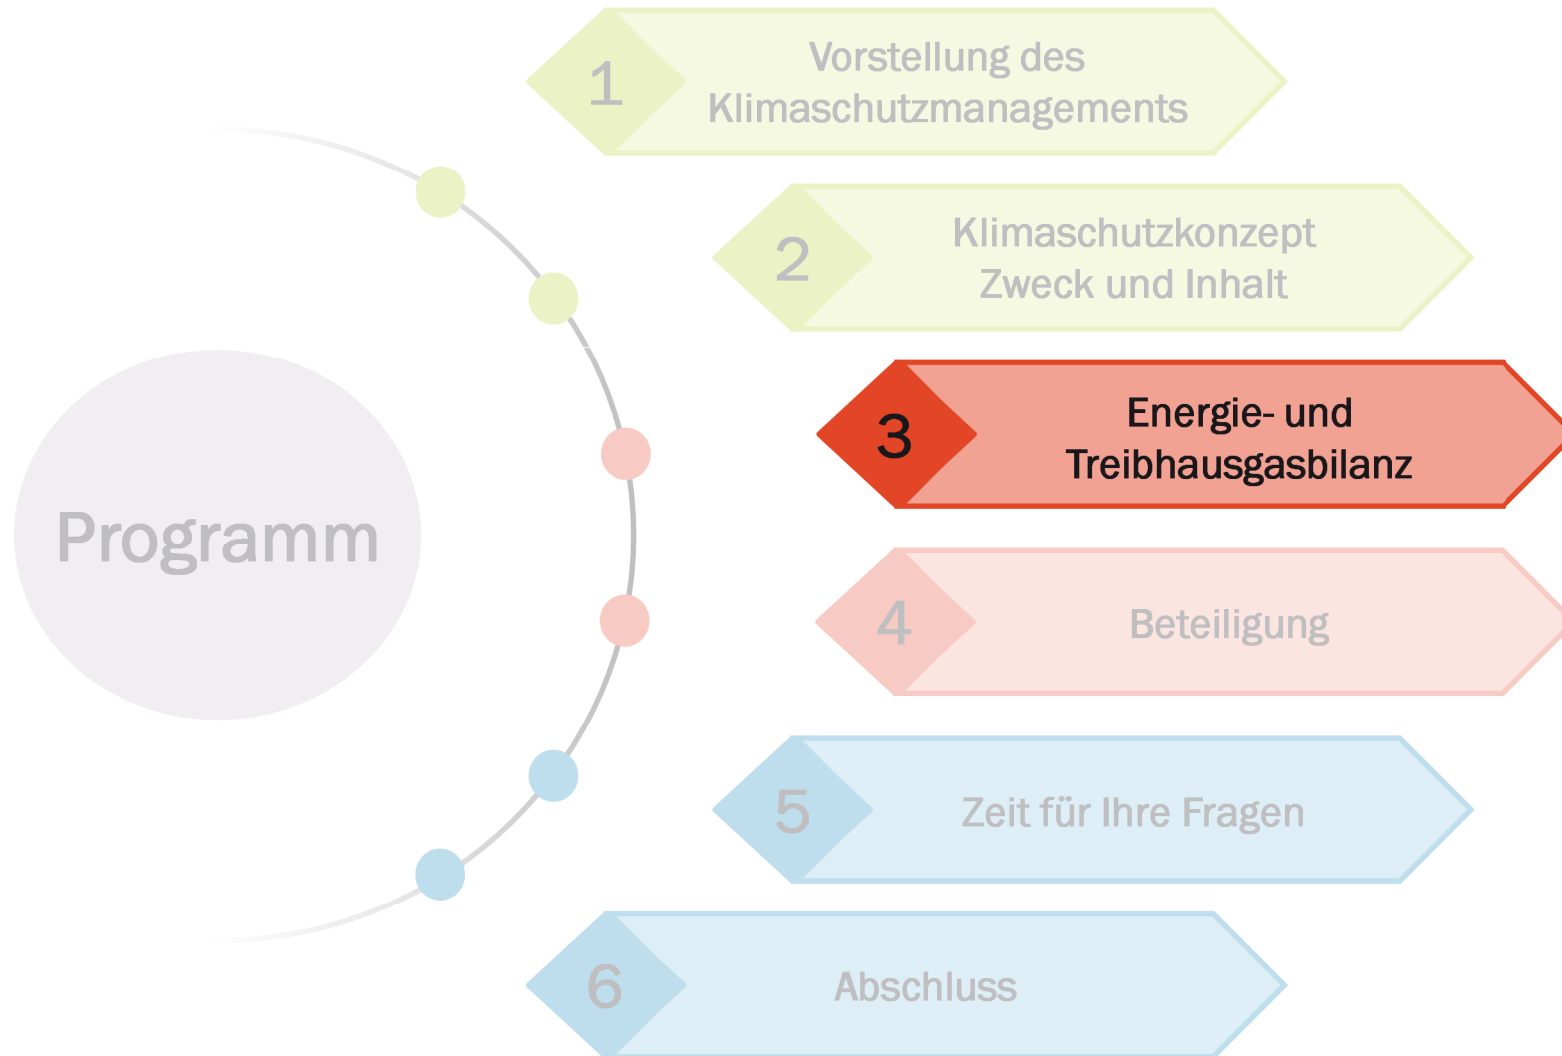 Programm
1
Vorstellung des
Klimaschutzmanagements
2
Klimaschutzkonzept
Zweck und Inhalt
3
Energie- und
Treibhausgasbilanz
4
Beteiligung
5
Zeit für Ihre Fragen
6
Abschluss